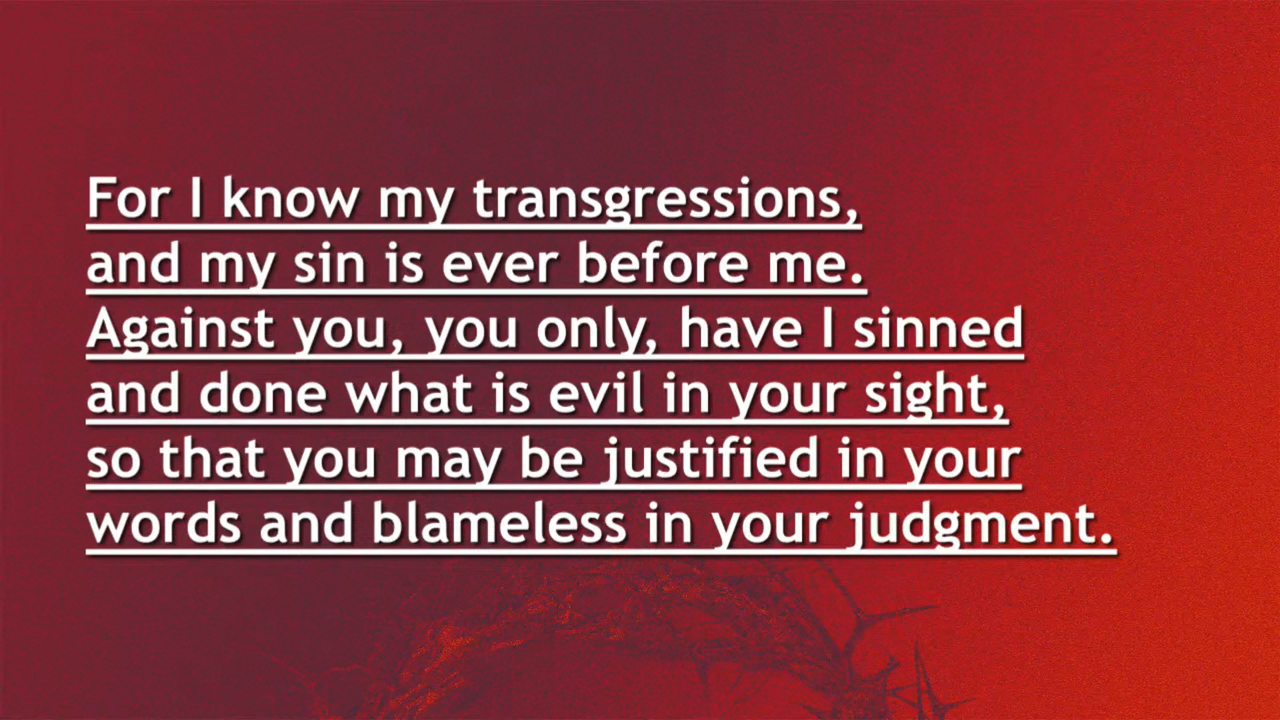 For I know my transgressions,
and my sin is ever before me.
Against you, you only, have I sinned
and done what is evil in your sight,
so that you may be justified in your
words and blameless in your judgment.